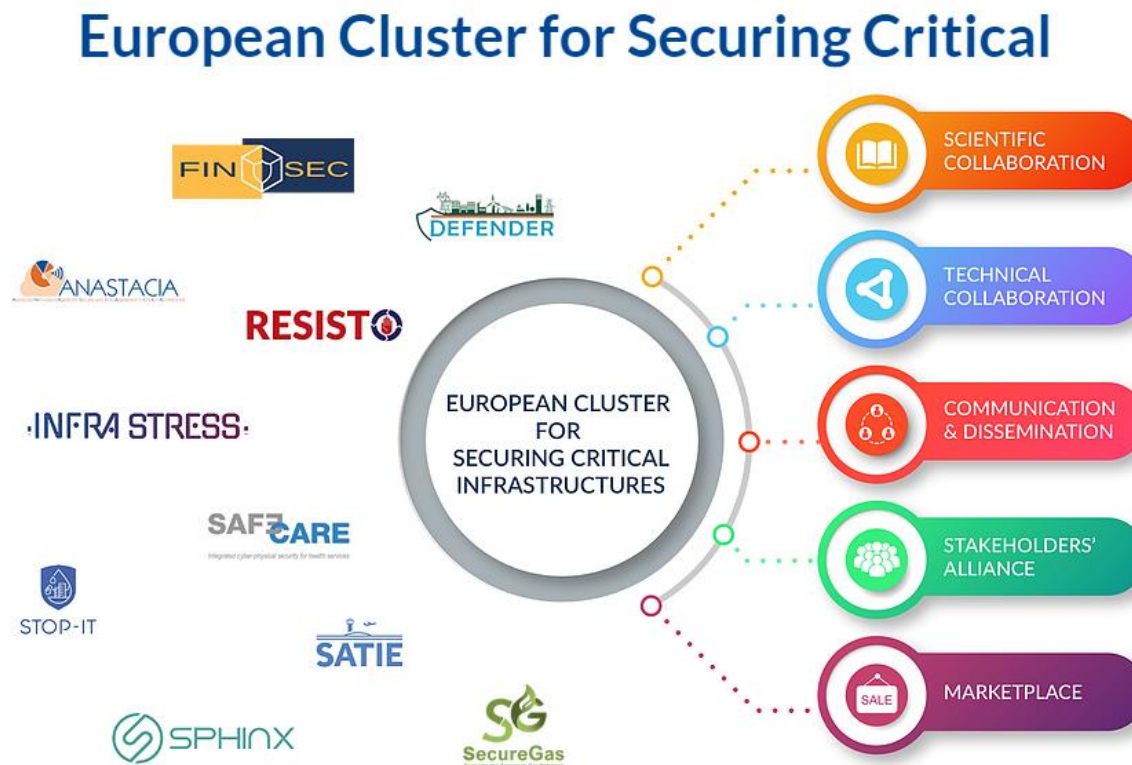 European Cluster for Securing Critical
FINSEC
DEFENDER
ANASTACIA
RESISTO
INFRA STRESS
SAFECARE
Integrated cyber-physical security for health services
STOP-IT
SATIE
SPHINX
SG
SecureGas
EUROPEAN CLUSTER
FOR
SECURING CRITICAL
INFRASTRUCTURES
SCIENTIFIC
COLLABORATION
TECHNICAL
COLLABORATION
COMMUNICATION
& DISSEMINATION
STAKEHOLDERS'
ALLIANCE
SALE
MARKETPLACE